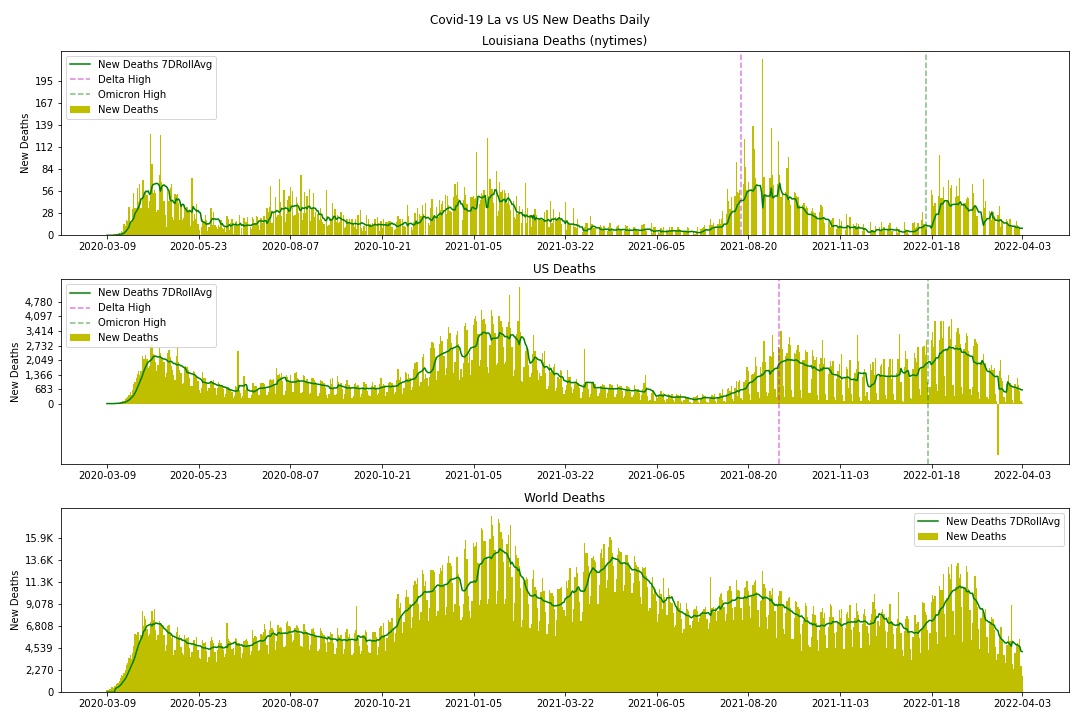 Covid-19 La vs US New Deaths Daily
Louisiana Deaths (nytimes)
New Deaths 7DRollAvg
Delta High
Omicron High
New Deaths
New Deaths
195
167
139
112
84
56
28
0
2020-03-09 2020-05-23 2020-08-07 2020-10-21 2021-01-05 2021-03-22 2021-06-05 2021-08-20 2021-11-03 2022-01-18 2022-04-03
US Deaths
New Deaths 7DRollAvg
Delta High
Omicron High
New Deaths
New Deaths
4,780
4,097
3,414
2,732
2,049
1,366
683
0
2020-03-09 2020-05-23 2020-08-07 2020-10-21 2021-01-05 2021-03-22 2021-06-05 2021-08-20 2021-11-03 2022-01-18 2022-04-03
World Deaths
New Deaths 7DRollAvg
New Deaths
New Deaths
15.9K
13.6K
11.3K
9,078
6,808
4,539
2,270
0
2020-03-09 2020-05-23 2020-08-07 2020-10-21 2021-01-05 2021-03-22 2021-06-05 2021-08-20 2021-11-03 2022-01-18 2022-04-03